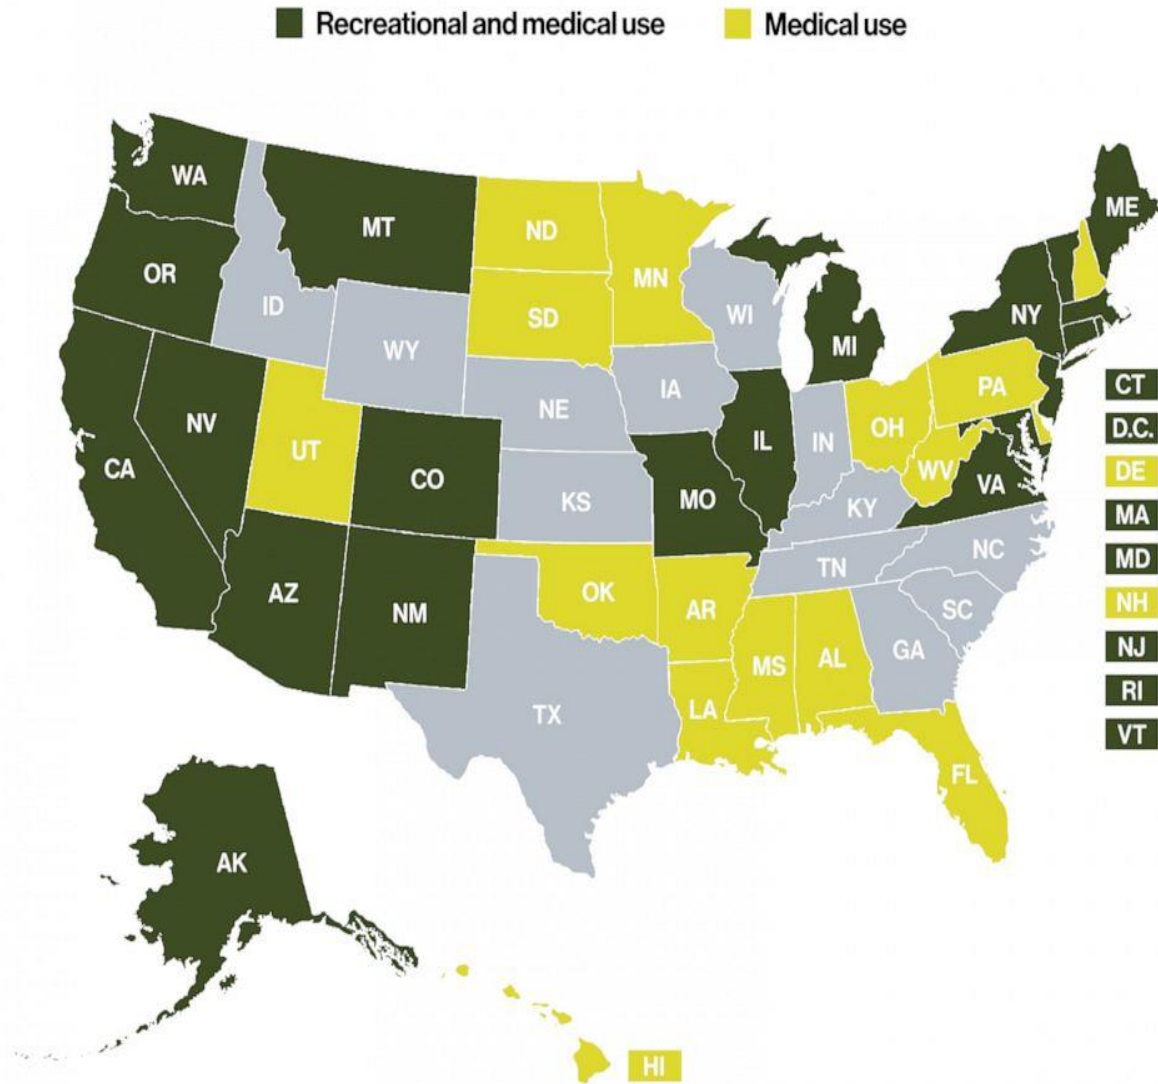 Recreational and medical use Medical use
WA
MT
ND
ME
OR
MN
ID
SD
WI
NY
WY
MI
PA
NE
IA
CT
NV
IL
IN
OH
D.C.
UT
CA
CO
WV
DE
MO
VA
KS
KY
MA
NC
TN
MD
AZ
OK
NM
AR
SC
NH
GA
MS
AL
NJ
TX
LA
RI
VT
FL
AK
HI